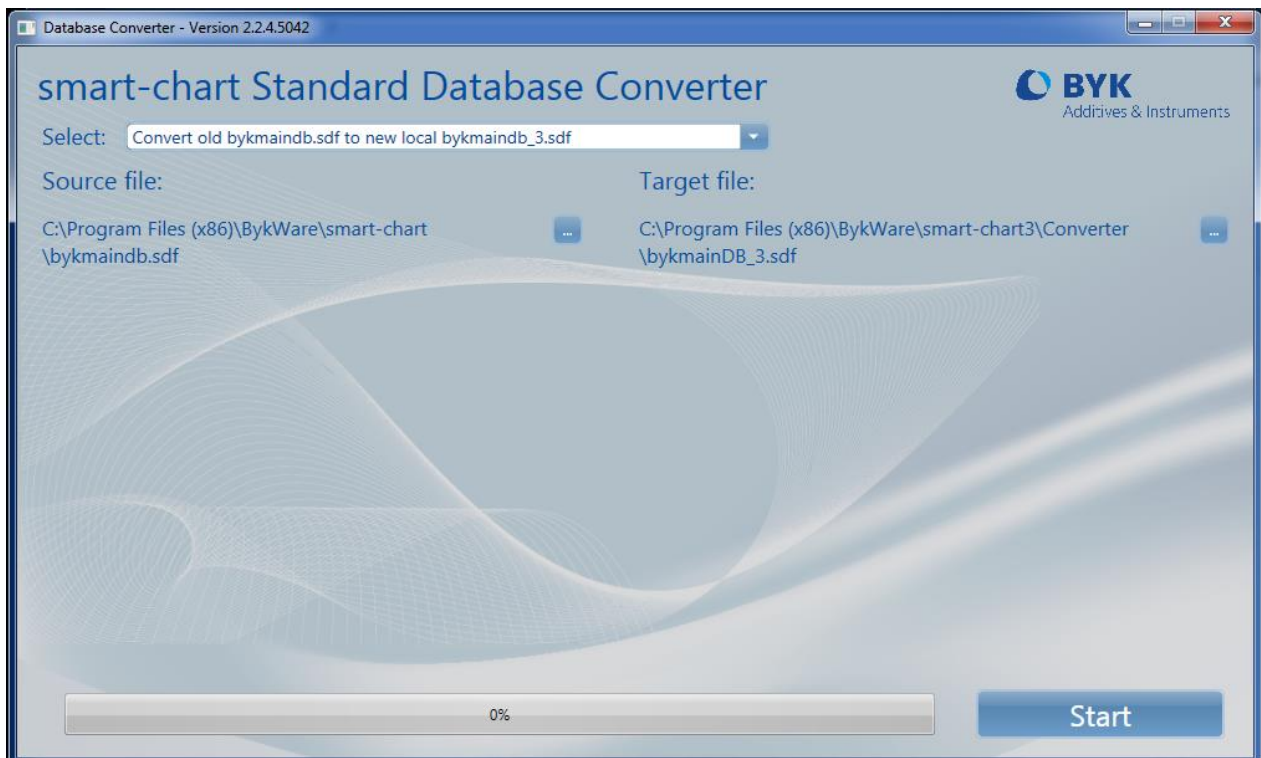 Database Converter - Version 2.2.4.5042
smart-chart Standard Database Converter
BYK
Additives & Instruments
Select:
Convert old bykmaindb.sdf to new local bykmaindb_3.sdf
Source file:
Target file:
C:\Program Files (x86)\BykWare\smart-chart
\bykmaindb.sdf
...
C:\Program Files (x86)\BykWare\smart-chart3\Converter
\bykmainDB_3.sdf
...
0%
Start